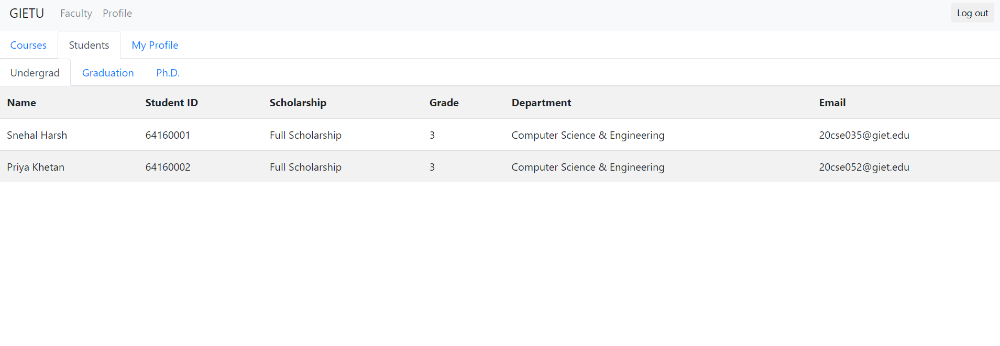 GIETU Faculty Profile Log out
Courses Students My Profile
Undergrad Graduation Ph.D.
Name Student ID Scholarship Grade Department Email
Snehal Harsh 64160001 Full Scholarship 3 Computer Science & Engineering 20cse035@giet.edu
Priya Khetan 64160002 Full Scholarship 3 Computer Science & Engineering 20cse052@giet.edu